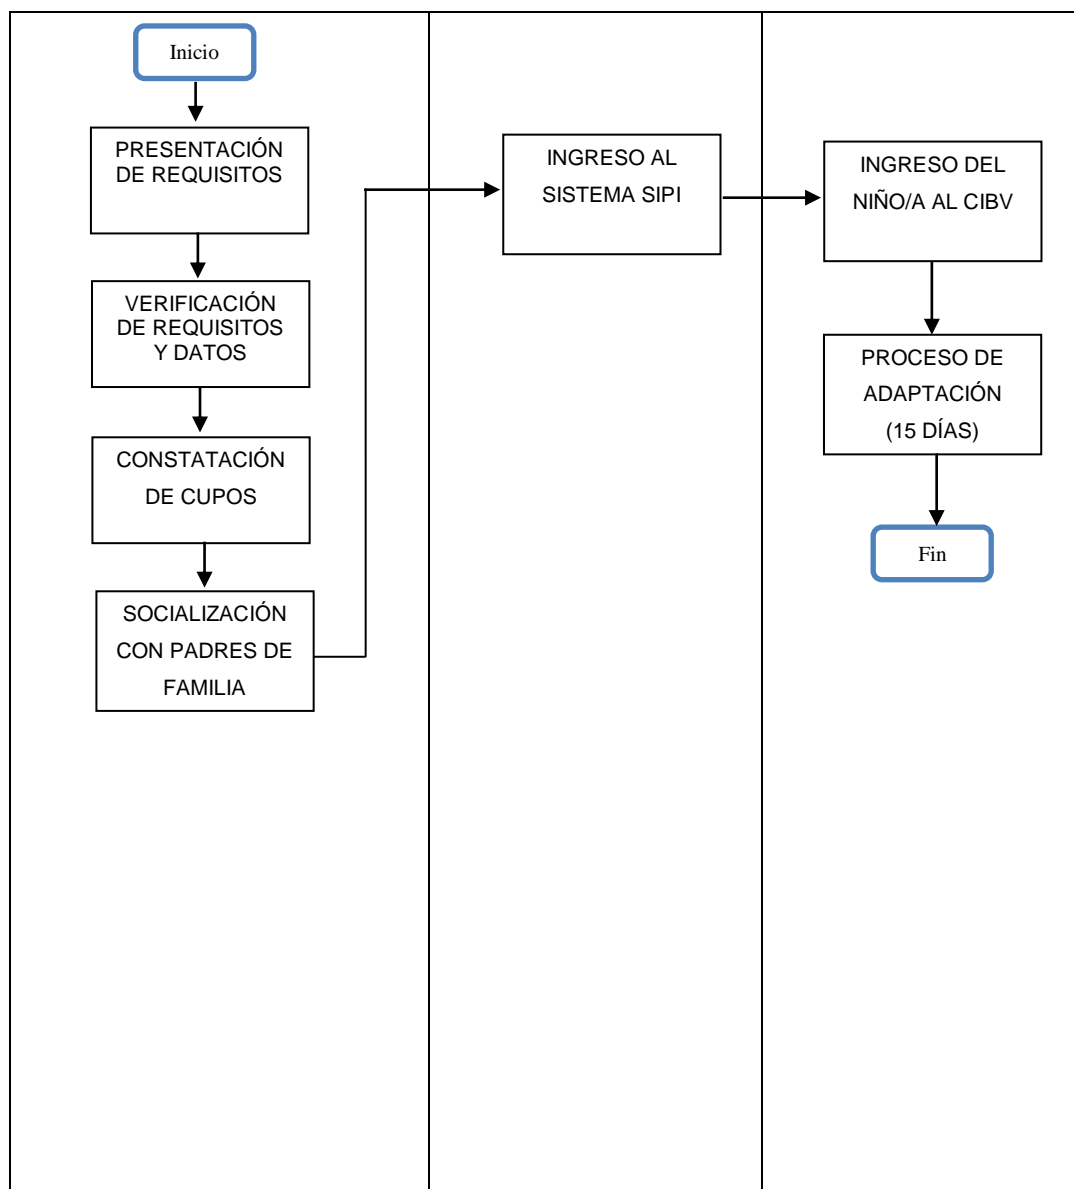 Inicio
PRESENTACIÓN
DE REQUISITOS
VERIFICACIÓN
DE REQUISITOS
Y DATOS
CONSTATACIÓN
DE CUPOS
SOCIALIZACIÓN
CON PADRES DE
FAMILIA
INGRESO AL
SISTEMA SIPI
INGRESO DEL
NIÑO/A AL CIBV
PROCESO DE
ADAPTACIÓN
(15 DÍAS)
Fin